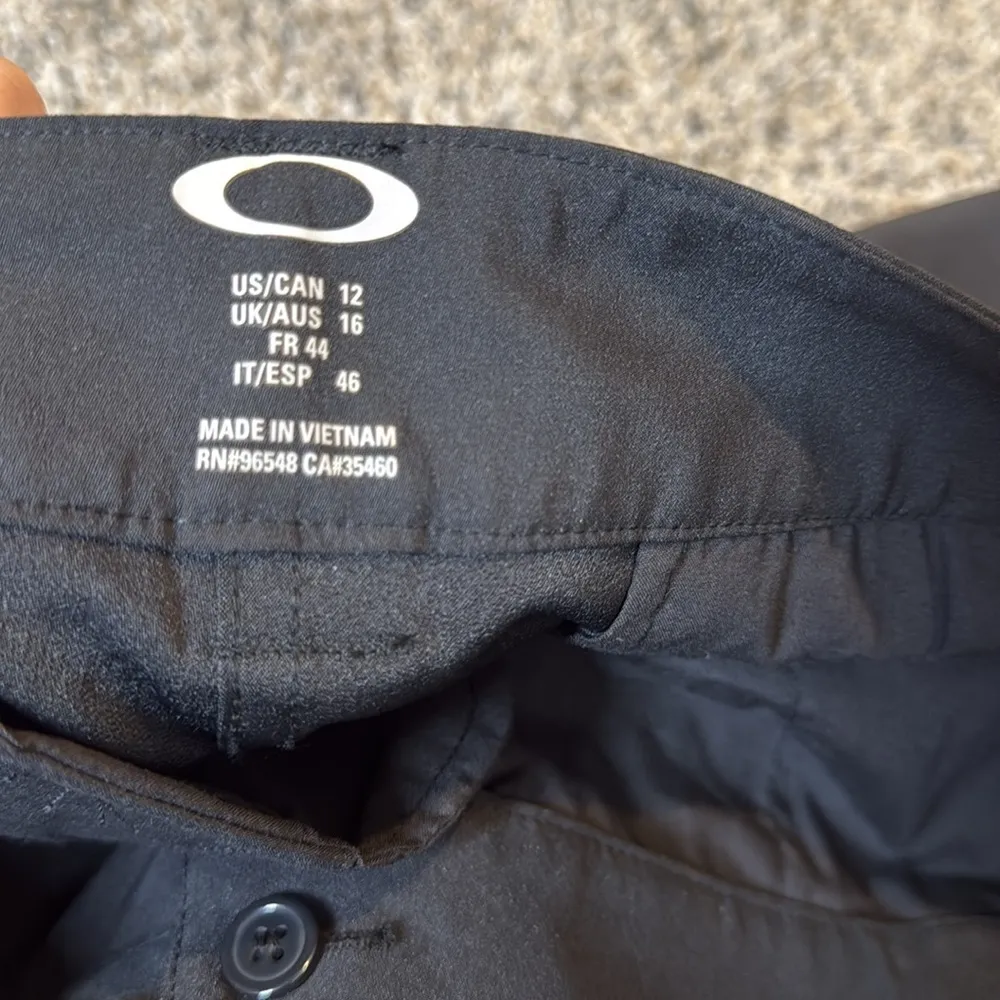 US/CAN 12
UK/AUS 16
FR 44
IT/ESP 46
MADE IN VIETNAM
RN#96548 CA#35460